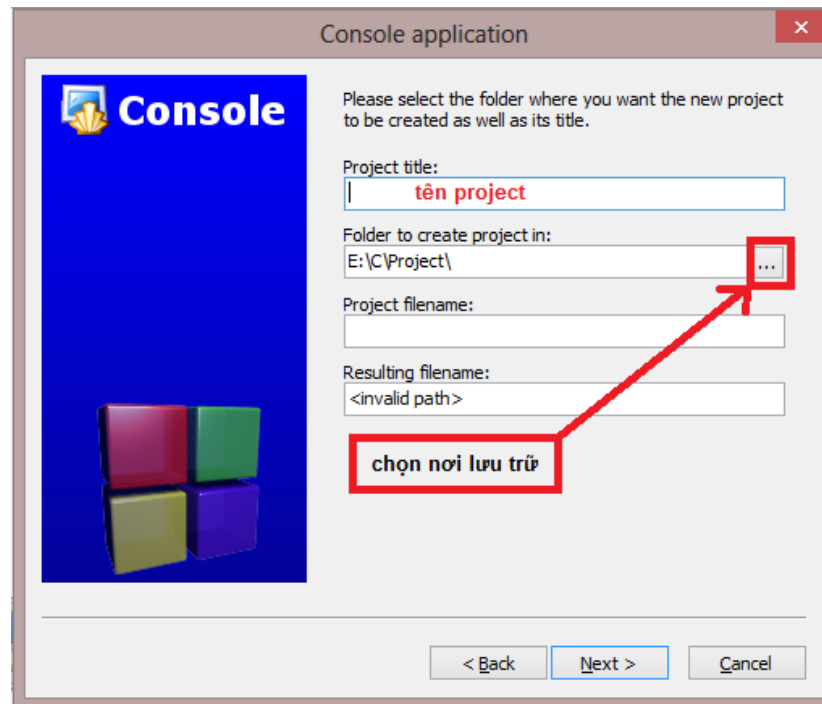 Console application
Console
Please select the folder where you want the new project
to be created as well as its title.
Project title:
tên project
Folder to create project in:
E:\C\Project\
...
Project filename:
Resulting filename:
<invalid path>
chọn nơi lưu trữ
< Back
Next >
Cancel